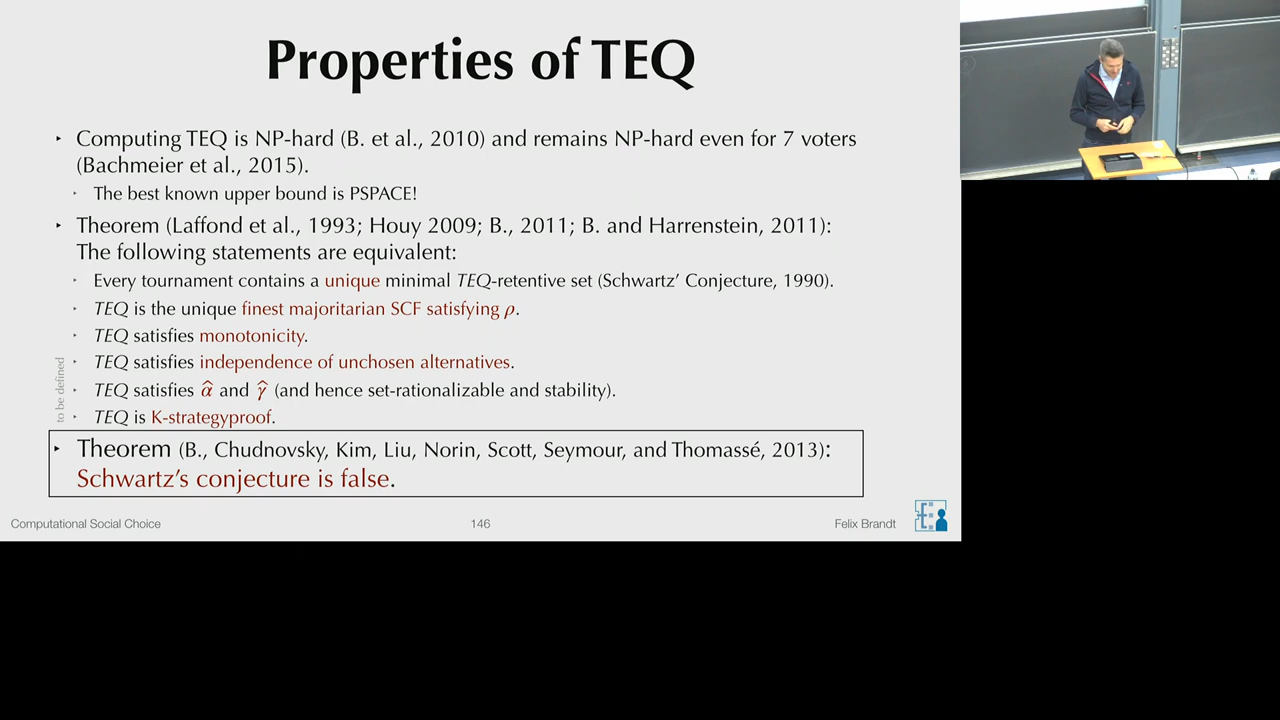 Properties of TEQ
‣ Computing TEQ is NP-hard (B. et al., 2010) and remains NP-hard even for 7 voters
(Bachmeier et al., 2015).
‣ The best known upper bound is PSPACE!
‣ Theorem (Laffond et al., 1993; Houy 2009; B., 2011; B. and Harrenstein, 2011):
The following statements are equivalent:
‣ Every tournament contains a unique minimal TEQ-retentive set (Schwartz’ Conjecture, 1990).
‣ TEQ is the unique finest majoritarian SCF satisfying ρ.
‣ TEQ satisfies monotonicity.
‣ TEQ satisfies independence of unchosen alternatives.
‣ TEQ satisfies α̂ and γ̂ (and hence set-rationalizable and stability).
‣ TEQ is K-strategyproof.
to be defined
‣ Theorem (B., Chudnovsky, Kim, Liu, Norin, Scott, Seymour, and Thomassé, 2013):
Schwartz’s conjecture is false.
Computational Social Choice
146
Felix Brandt